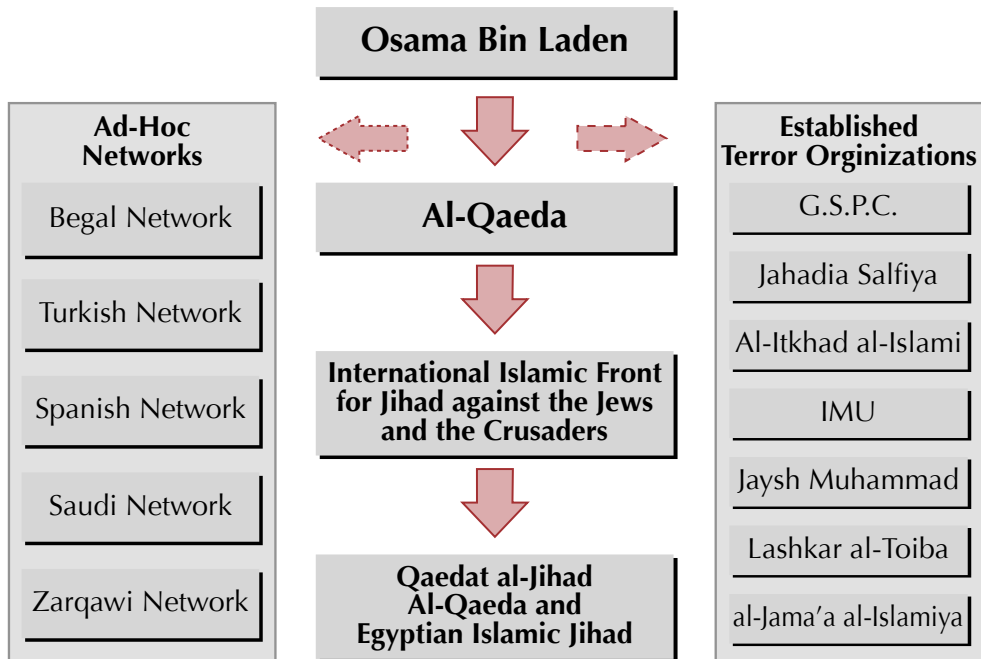 Osama Bin Laden
Ad-Hoc
Networks
Begal Network
Turkish Network
Spanish Network
Saudi Network
Zarqawi Network
Al-Qaeda
International Islamic Front
for Jihad against the Jews
and the Crusaders
Qaedat al-Jihad
Al-Qaeda and
Egyptian Islamic Jihad
Established
Terror Orginizations
G.S.P.C.
Jahadia Salfiya
Al-Itkhad al-Islami
IMU
Jaysh Muhammad
Lashkar al-Toiba
al-Jama'a al-Islamiya